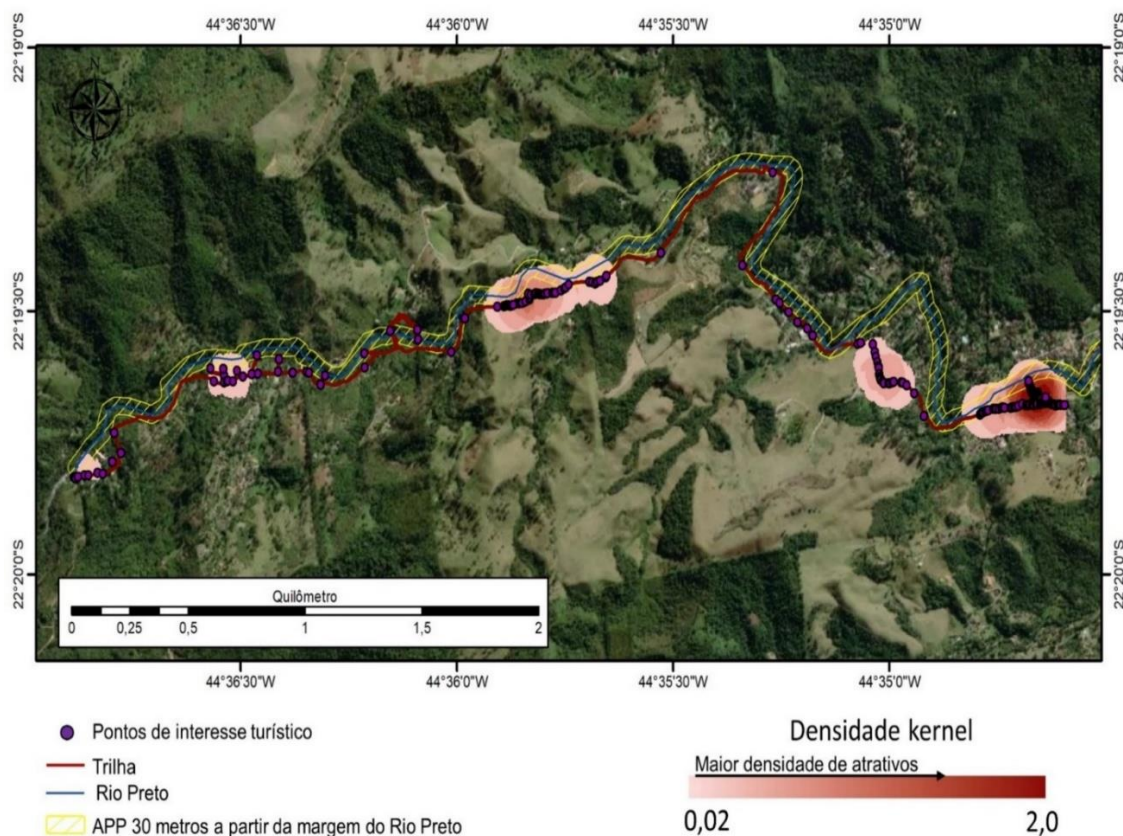 44°36'30"W 44°36'0"W 44°35'30"W 44°35'0"W
22°19'0"S 22°19'0"S
22°19'30"S 22°19'30"S
22°20'0"S 22°20'0"S
Quilômetro
0 0,25 0,5 1 1,5 2
44°36'30"W 44°36'0"W 44°35'30"W 44°35'0"W
Pontos de interesse turístico
Trilha
Rio Preto
APP 30 metros a partir da margem do Rio Preto
Densidade kernel
Maior densidade de atrativos
0,02 2,0